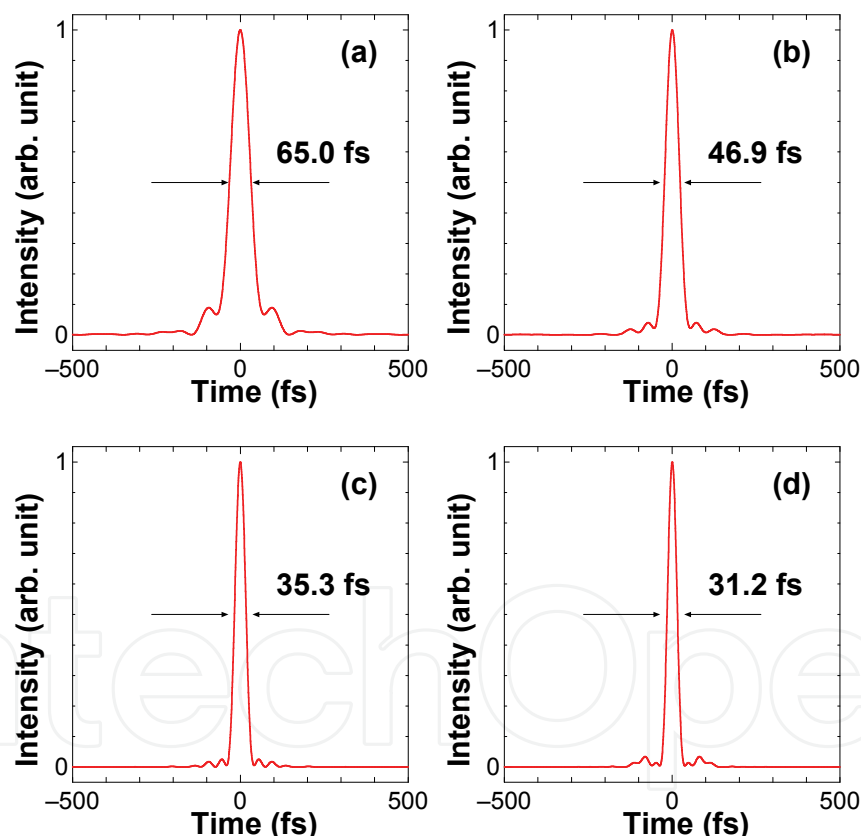 1
(a)
65.0 fs
Intensity (arb. unit)
0
–500
0
500
Time (fs)
1
(b)
46.9 fs
Intensity (arb. unit)
0
–500
0
500
Time (fs)
1
(c)
35.3 fs
Intensity (arb. unit)
0
–500
0
500
Time (fs)
1
(d)
31.2 fs
Intensity (arb. unit)
0
–500
0
500
Time (fs)
ntechOpe